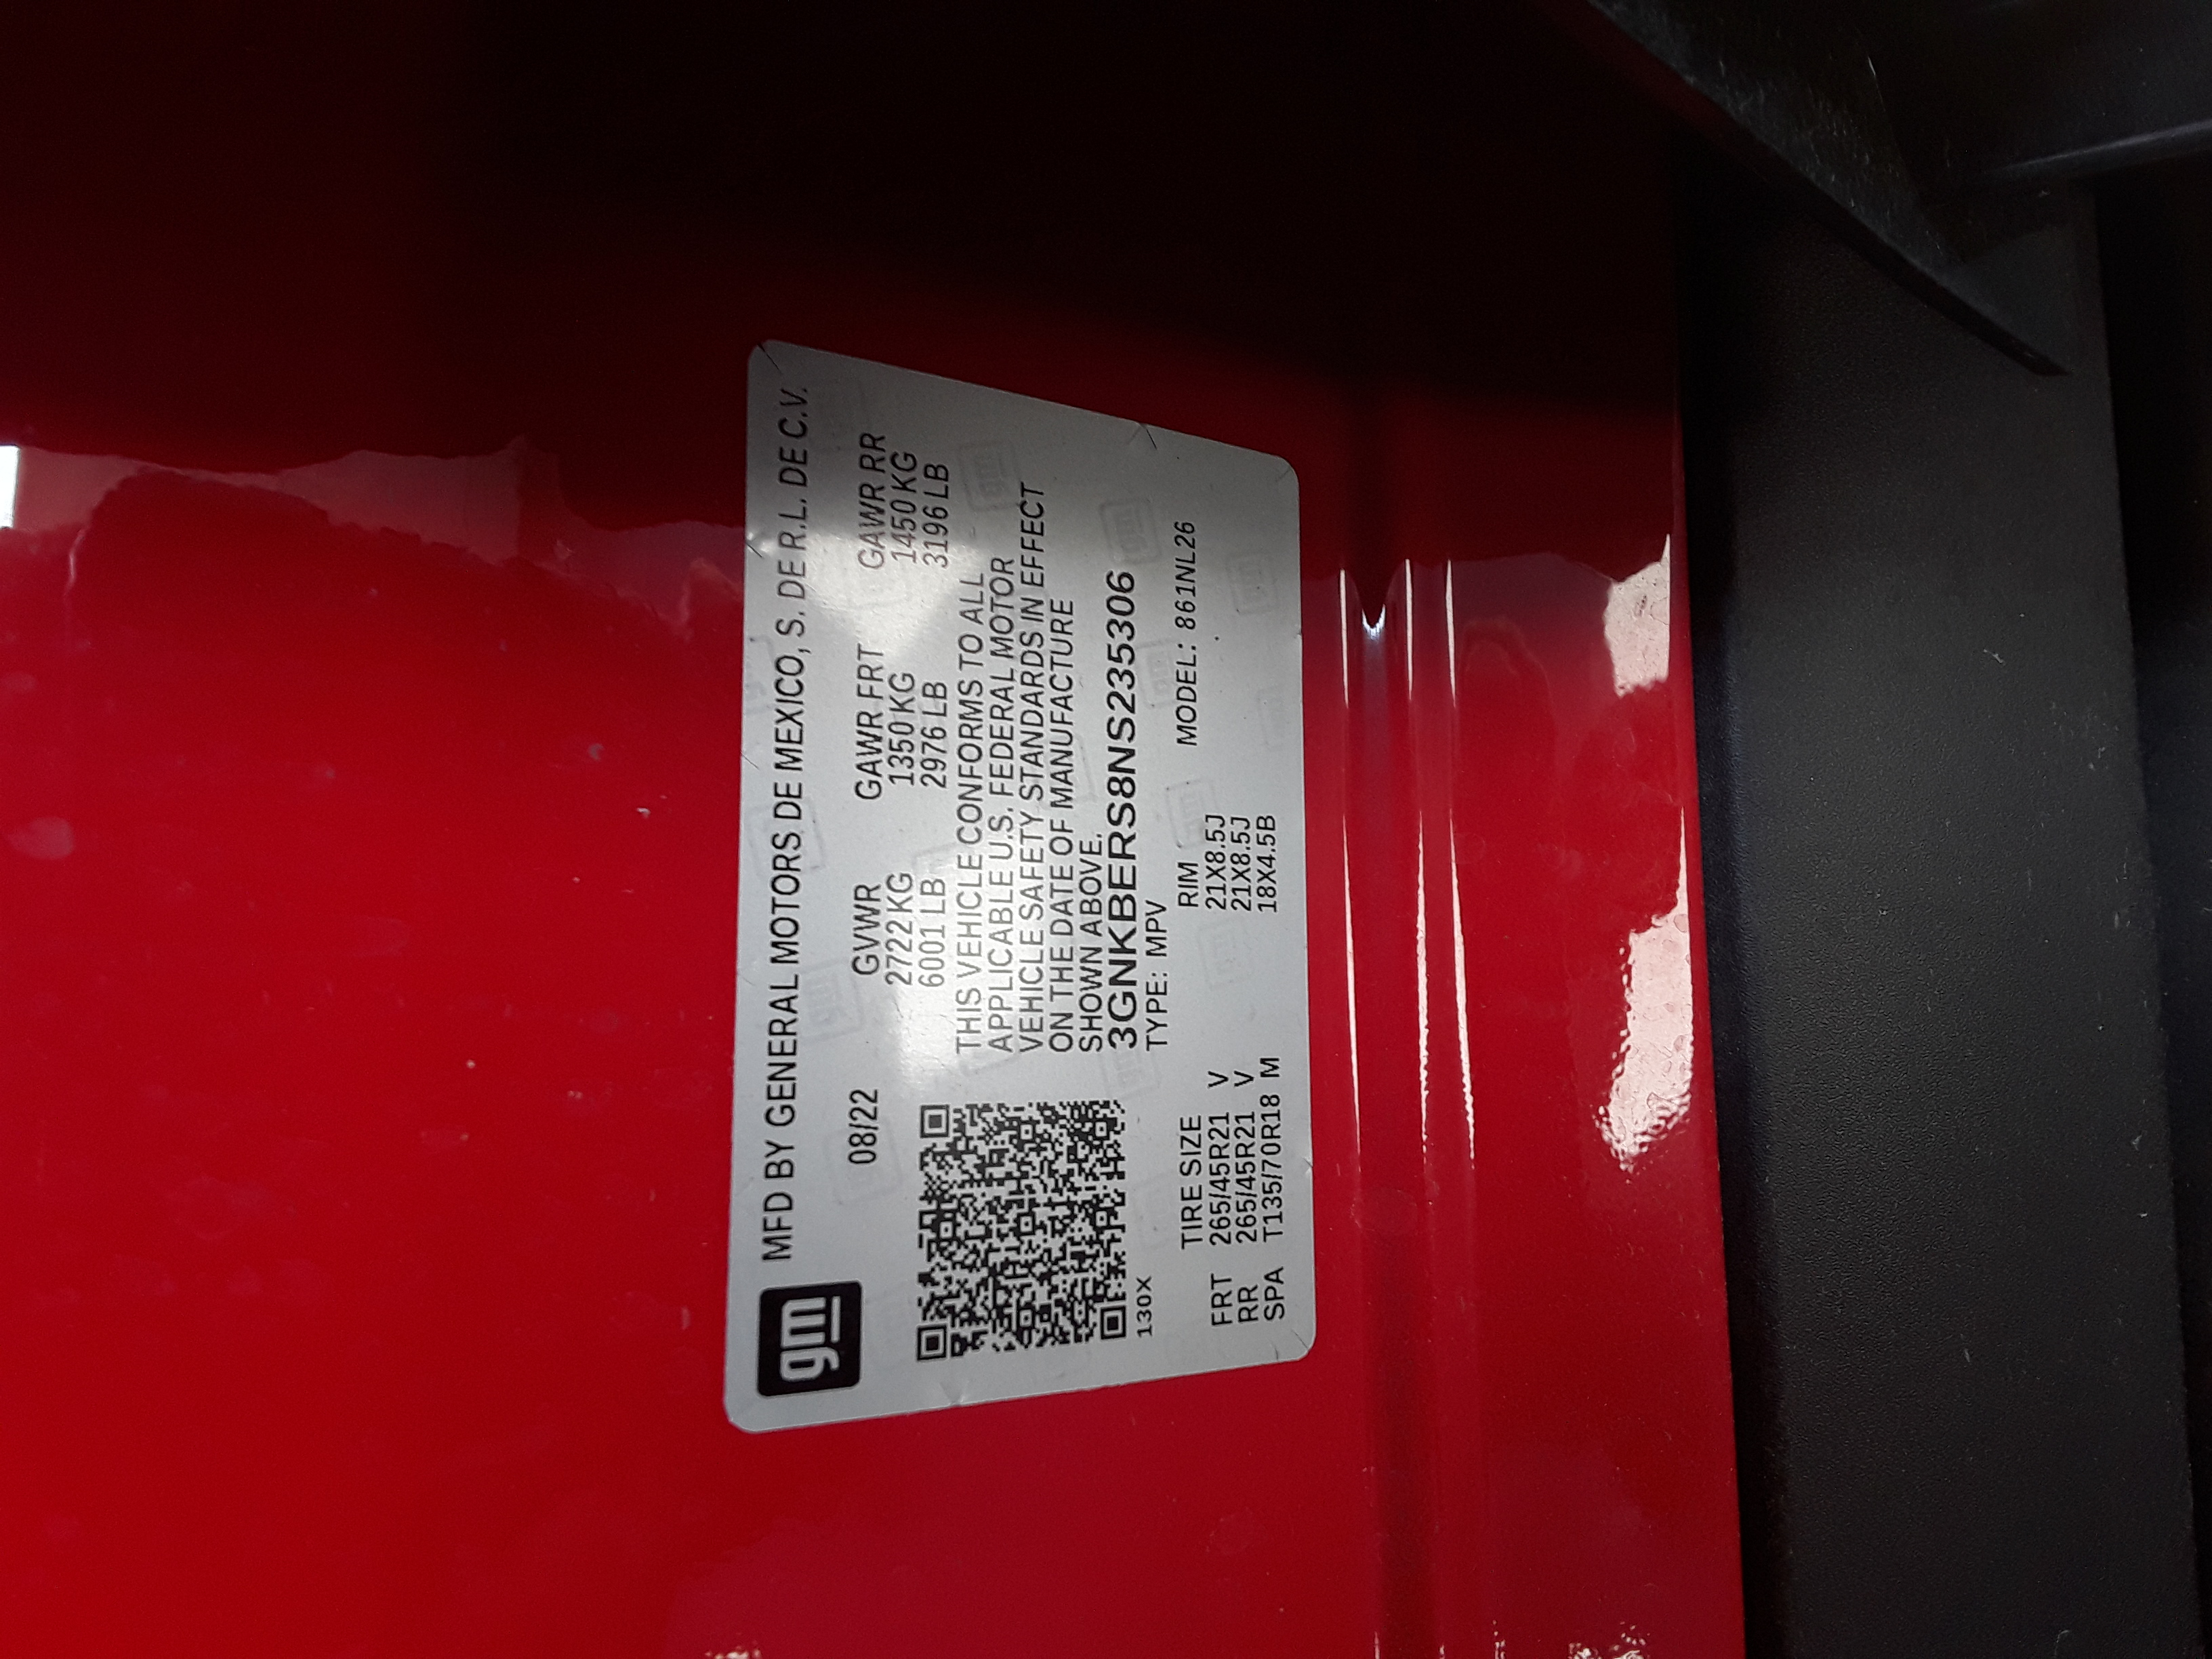 gm
MFD BY GENERAL MOTORS DE MEXICO, S. DE R.L. DE C.V.
08/22 GVWR GAWR FRT GAWR RR
2722 KG 1350 KG 1450 KG
6001 LB 2976 LB 3196 LB
THIS VEHICLE CONFORMS TO ALL
APPLICABLE U.S. FEDERAL MOTOR
VEHICLE SAFETY STANDARDS IN EFFECT
ON THE DATE OF MANUFACTURE
SHOWN ABOVE.
3GNKBERS8NS235306
130X
TYPE: MPV
MODEL: 861NL26
TIRE SIZE RIM
FRT 265/45R21 V 21X8.5J
RR 265/45R21 V 21X8.5J
SPA T135/70R18 M 18X4.5B